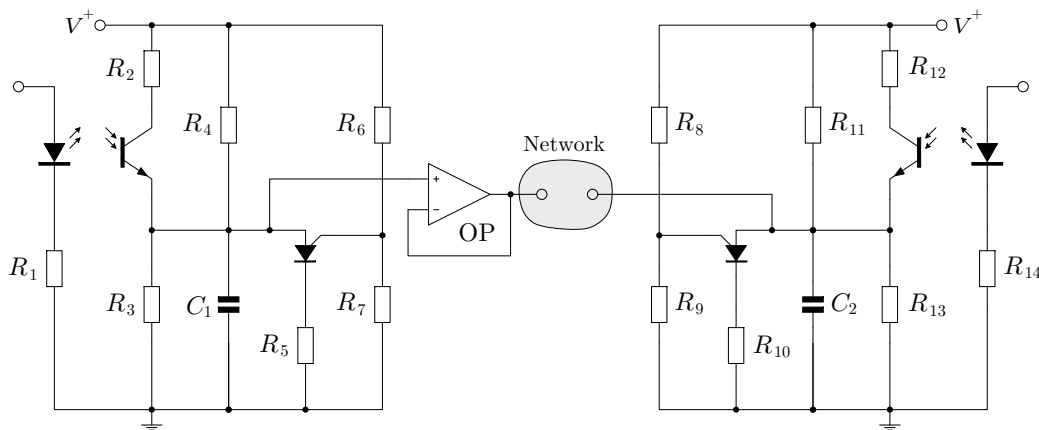 V⁺
R₂
R₄
R₆
R₁
R₃
C₁
R₇
R₅
+
−
OP
Network
V⁺
R₈
R₁₁
R₁₂
R₉
R₁₀
C₂
R₁₃
R₁₄